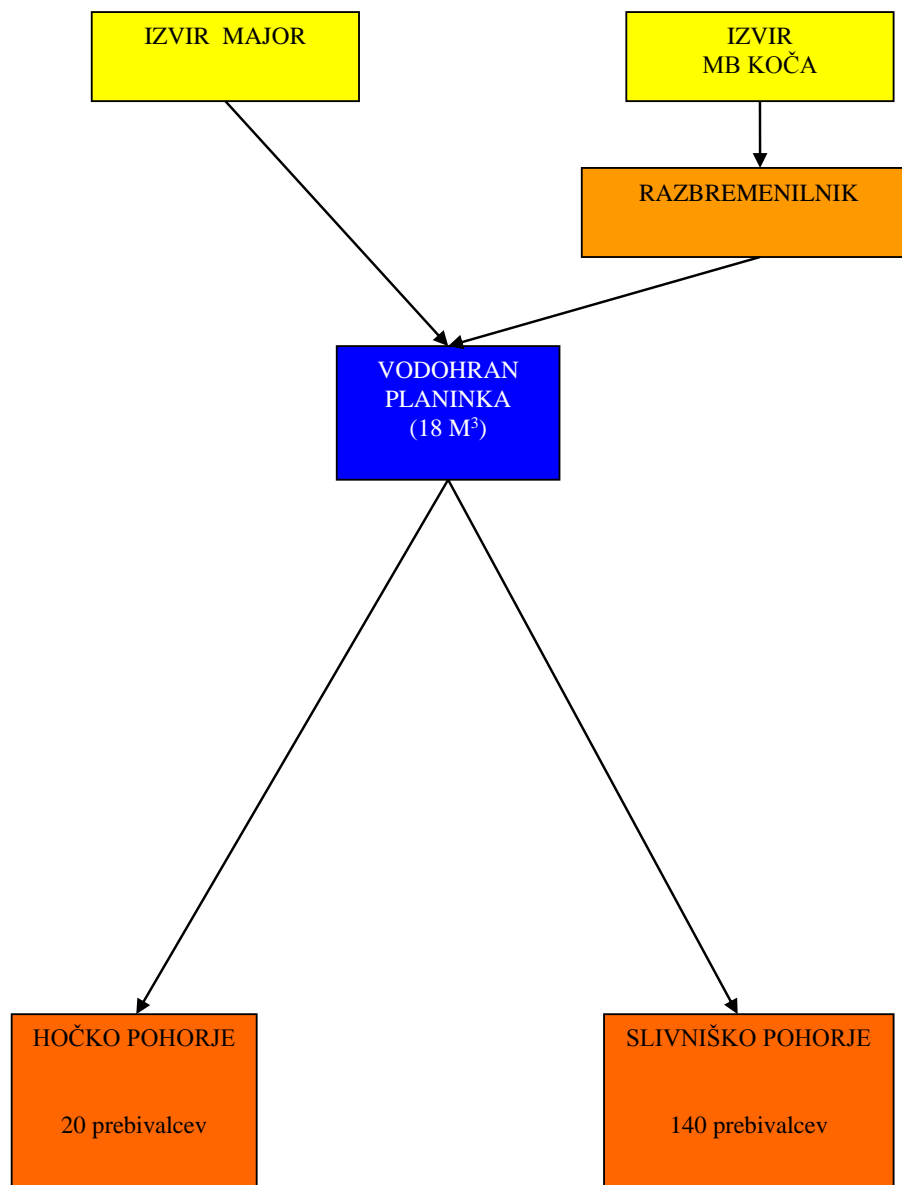 IZVIR MAJOR
IZVIR
MB KOČA
RAZBREMENILNIK
VODOHRAN
PLANINKA
(18 M³)
HOČKO POHORJE
20 prebivalcev
SLIVNIŠKO POHORJE
140 prebivalcev